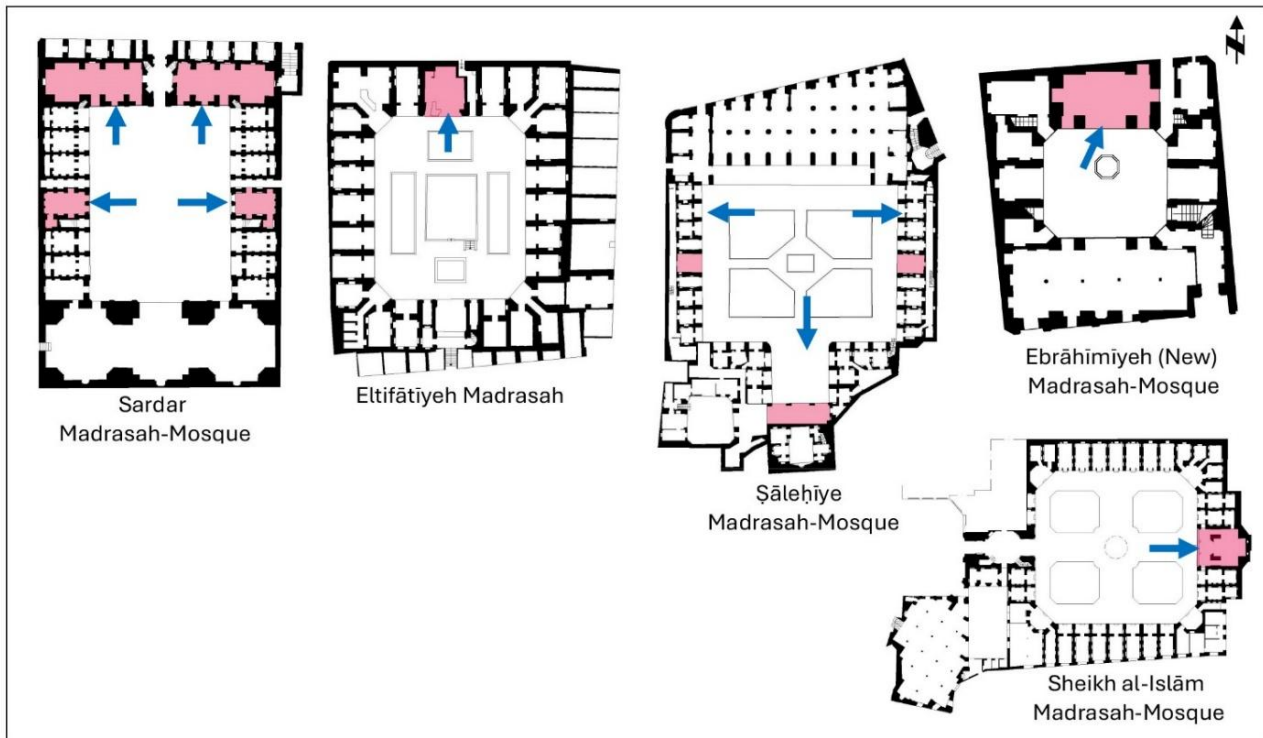 N
Sardar
Madrasah-Mosque
Eltifātīyeh Madrasah
Ṣāleḥīye
Madrasah-Mosque
Ebrāhīmīyeh (New)
Madrasah-Mosque
Sheikh al-Islām
Madrasah-Mosque